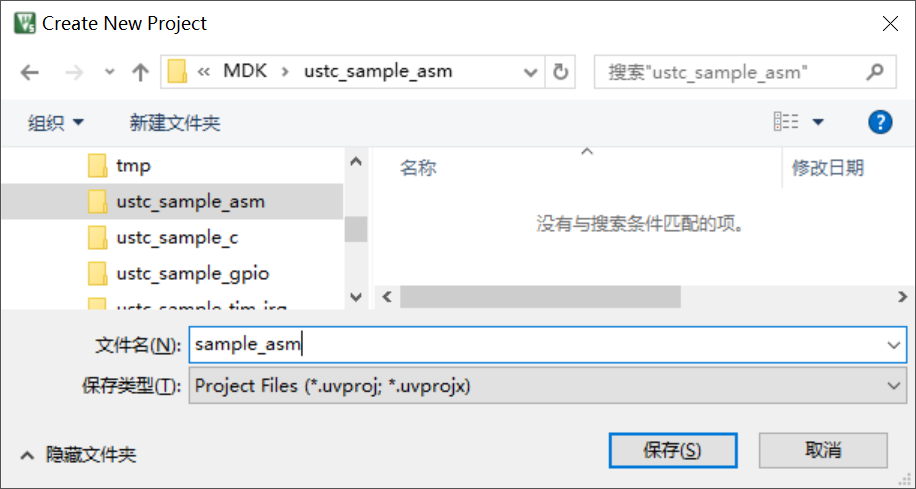 Create New Project
« MDK › ustc_sample_asm
搜索"ustc_sample_asm"
组织 新建文件夹
名称 修改日期
tmp
ustc_sample_asm
ustc_sample_c
ustc_sample_gpio
ustc_sample_tim_irq
没有与搜索条件匹配的项。
文件名(N): sample_asm
保存类型(T): Project Files (*.uvproj; *.uvprojx)
隐藏文件夹 保存(S) 取消